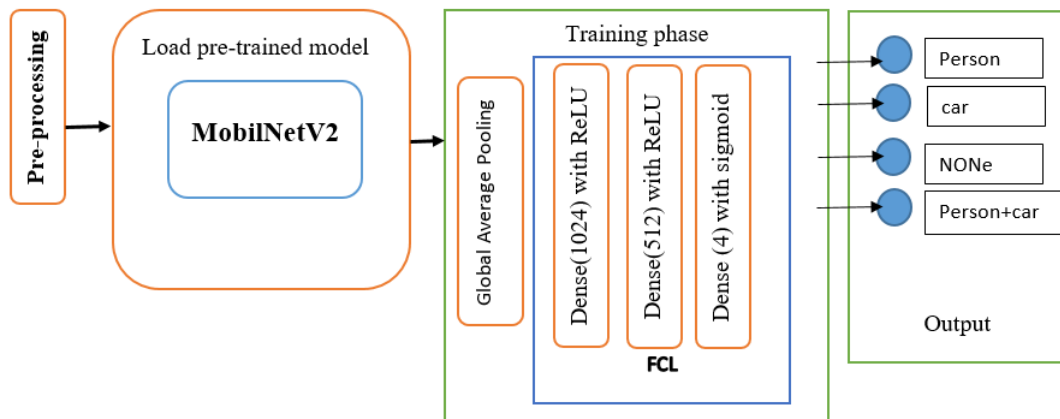 Pre-processing
Load pre-trained model
MobilNetV2
Training phase
Global Average Pooling
Dense(1024) with ReLU
Dense(512) with ReLU
Dense (4) with sigmoid
FCL
Person
car
NONe
Person+car
Output